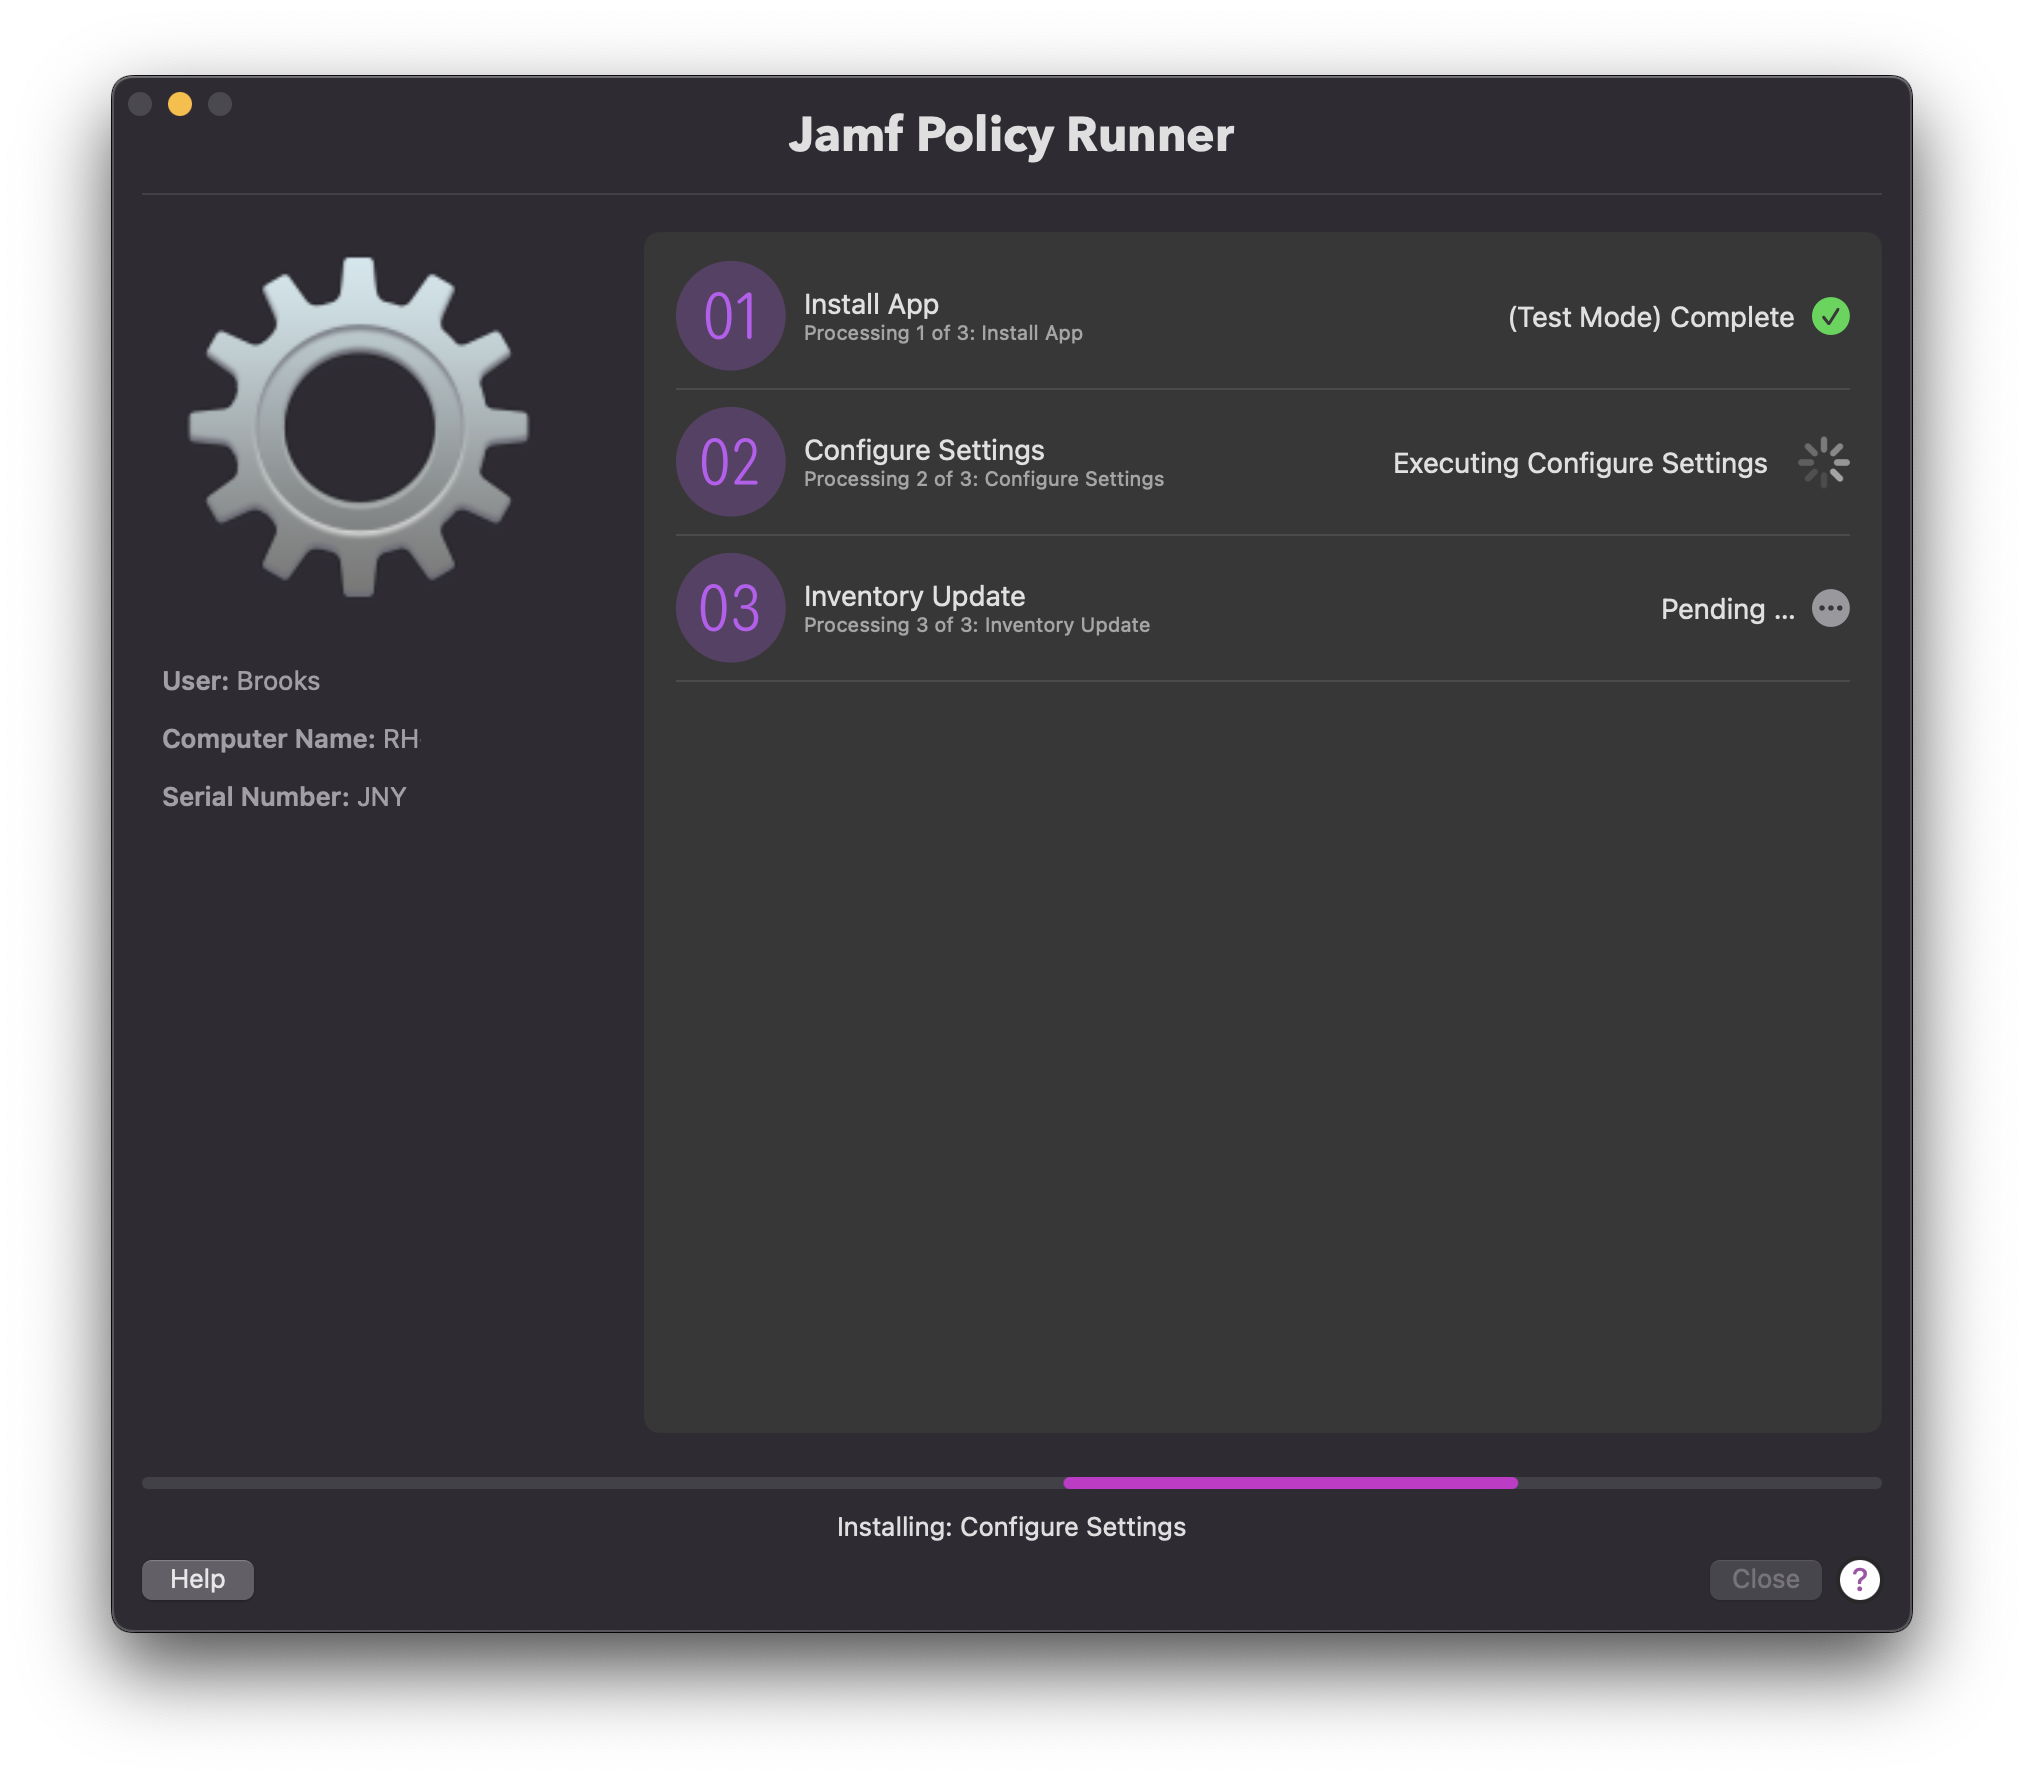 Jamf Policy Runner
01
Install App
Processing 1 of 3: Install App
(Test Mode) Complete
02
Configure Settings
Processing 2 of 3: Configure Settings
Executing Configure Settings
03
Inventory Update
Processing 3 of 3: Inventory Update
Pending ...
User: Brooks
Computer Name: RH
Serial Number: JNY
Installing: Configure Settings
Help
Close
?